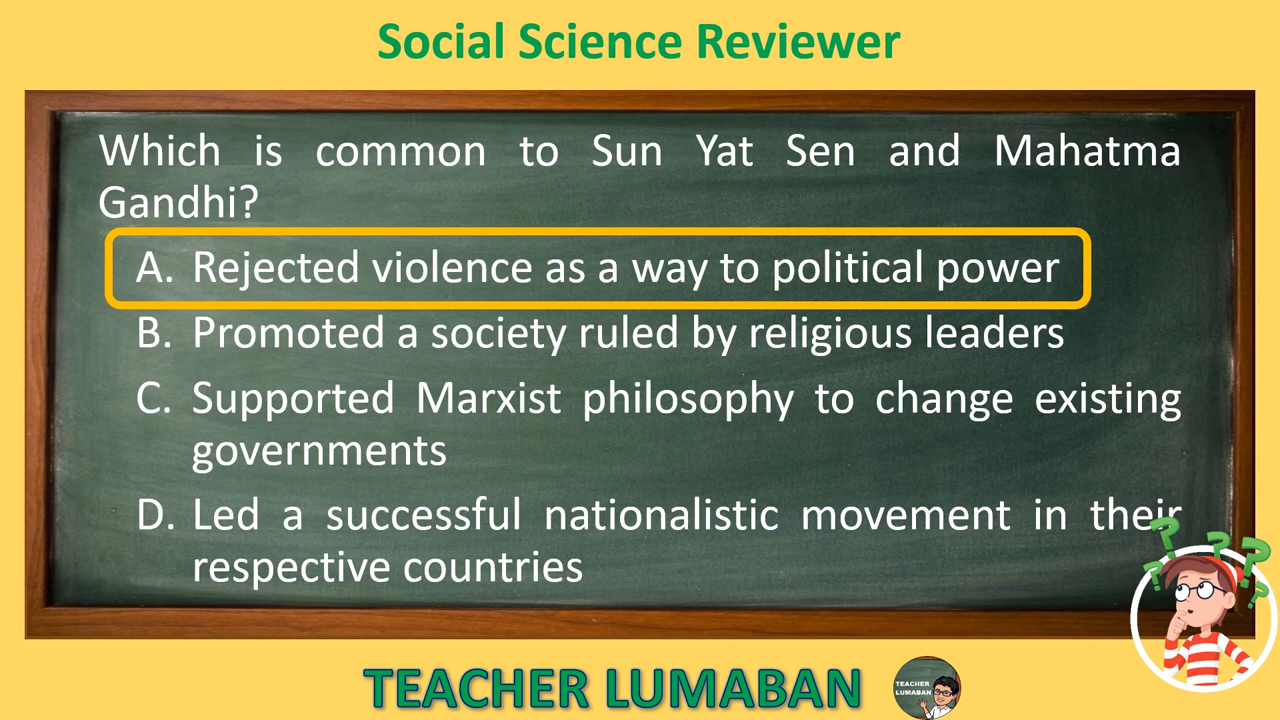 Social Science Reviewer
Which is common to Sun Yat Sen and Mahatma
Gandhi?
A. Rejected violence as a way to political power
B. Promoted a society ruled by religious leaders
C. Supported Marxist philosophy to change existing
governments
D. Led a successful nationalistic movement in their
respective countries
TEACHER LUMABAN
TEACHER
LUMABAN